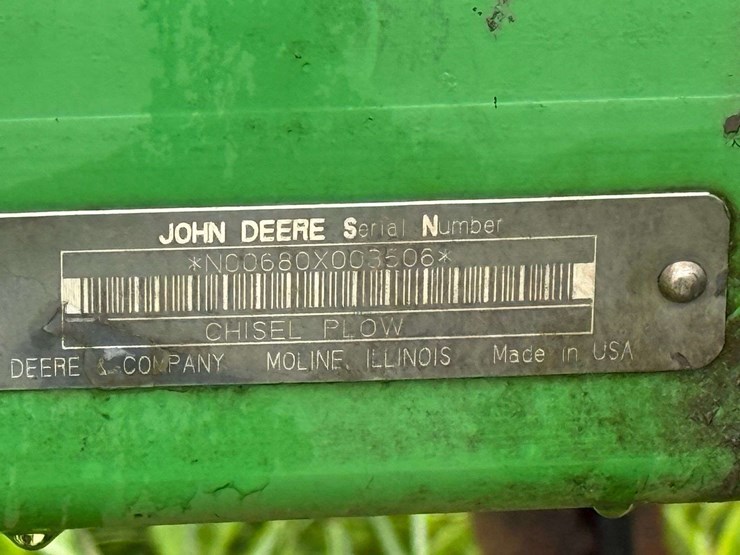 JOHN DEERE Serial Number
*N00680X003506*
CHISEL PLOW
DEERE & COMPANY MOLINE, ILLINOIS Made in USA